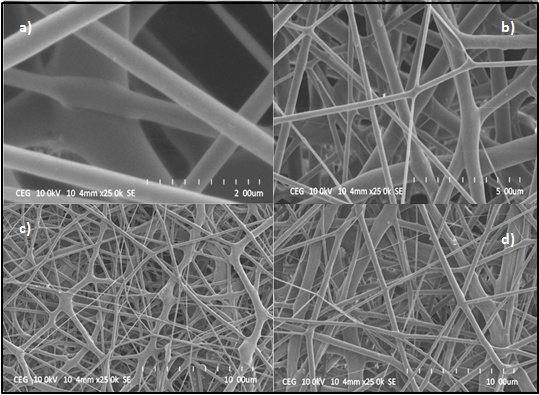 a)
b)
CEG 10.0kV 10 4mm x25.0k SE 2 00um
CEG 10.0kV 10 4mm x25.0k SE 5 00um
c)
d)
CEG 10.0kV 10 4mm x25.0k SE 10 00um
CEG 10.0kV 10 4mm x25.0k SE 10 00um